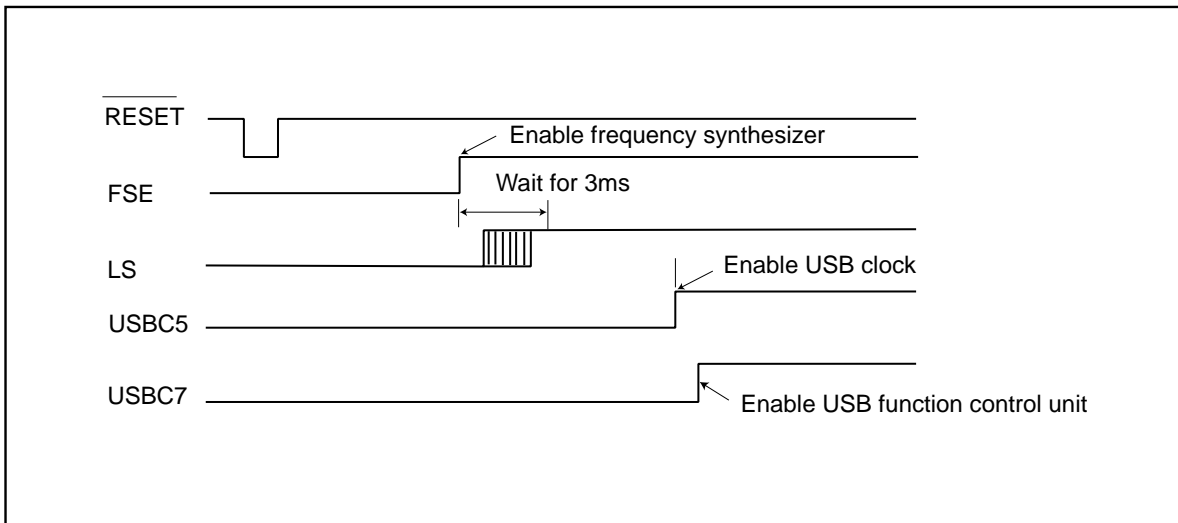 RESET
Enable frequency synthesizer
FSE
Wait for 3ms
LS
Enable USB clock
USBC5
USBC7
Enable USB function control unit